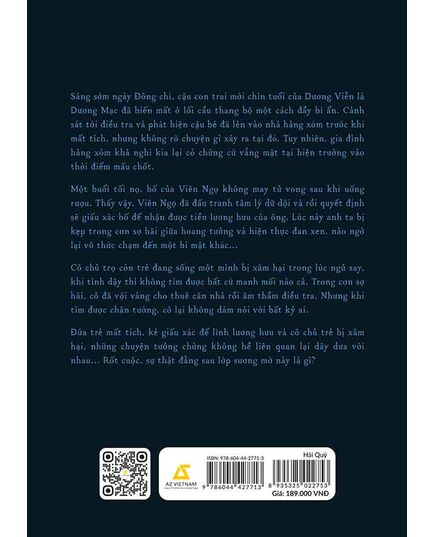 Sáng sớm ngày Đông chí, cậu con trai mới chín tuổi của Dương Viễn là
Dương Mạc đã biến mất ở lối cầu thang bộ một cách đầy bí ẩn. Cảnh
sát tới điều tra và phát hiện cậu bé đã lên vào nhà hàng xóm trước khi
mất tích, nhưng không rõ chuyện gì xảy ra tại đó. Tuy nhiên, gia đình
hàng xóm khả nghi kia lại có chứng cứ vắng mặt tại hiện trường vào
thời điểm mấu chốt.
Một buổi tối nọ, bố của Viên Ngọ không may tử vong sau khi uống
rượu. Thấy vậy, Viên Ngọ đã đấu tranh tâm lý dữ dội và rồi quyết định
sẽ giấu xác bố để nhận được tiền lương hưu của ông. Lúc này anh ta bị
kẹp trong cơn sợ hãi giữa hoang tưởng và hiện thực đan xen, nào ngờ
lại vô thức chạm đến một bí mật khác...
Cô chủ trọ còn trẻ đang sống một mình bị xâm hại trong lúc ngủ say,
khi tỉnh dậy thì không tìm được bất cứ manh mối nào cả. Trong cơn sợ
hãi, cô đã vội vàng cho thuê căn nhà rồi âm thầm điều tra. Nhưng khi
tìm được chân tướng, cô lại không dám nói với bất kỳ ai.
Đứa trẻ mất tích, kẻ giấu xác để lĩnh lương hưu và cô chủ trẻ bị xâm
hại, những chuyện tưởng chừng không hề liên quan lại dây dưa với
nhau... Rốt cuộc, sự thật đằng sau lớp sương mờ này là gì?
ISBN: 978-604-44-2771-3
Hải Quỳ
AZ VIETNAM
9 786044 427713
8 935325 022753
Giá: 189.000 VNĐ